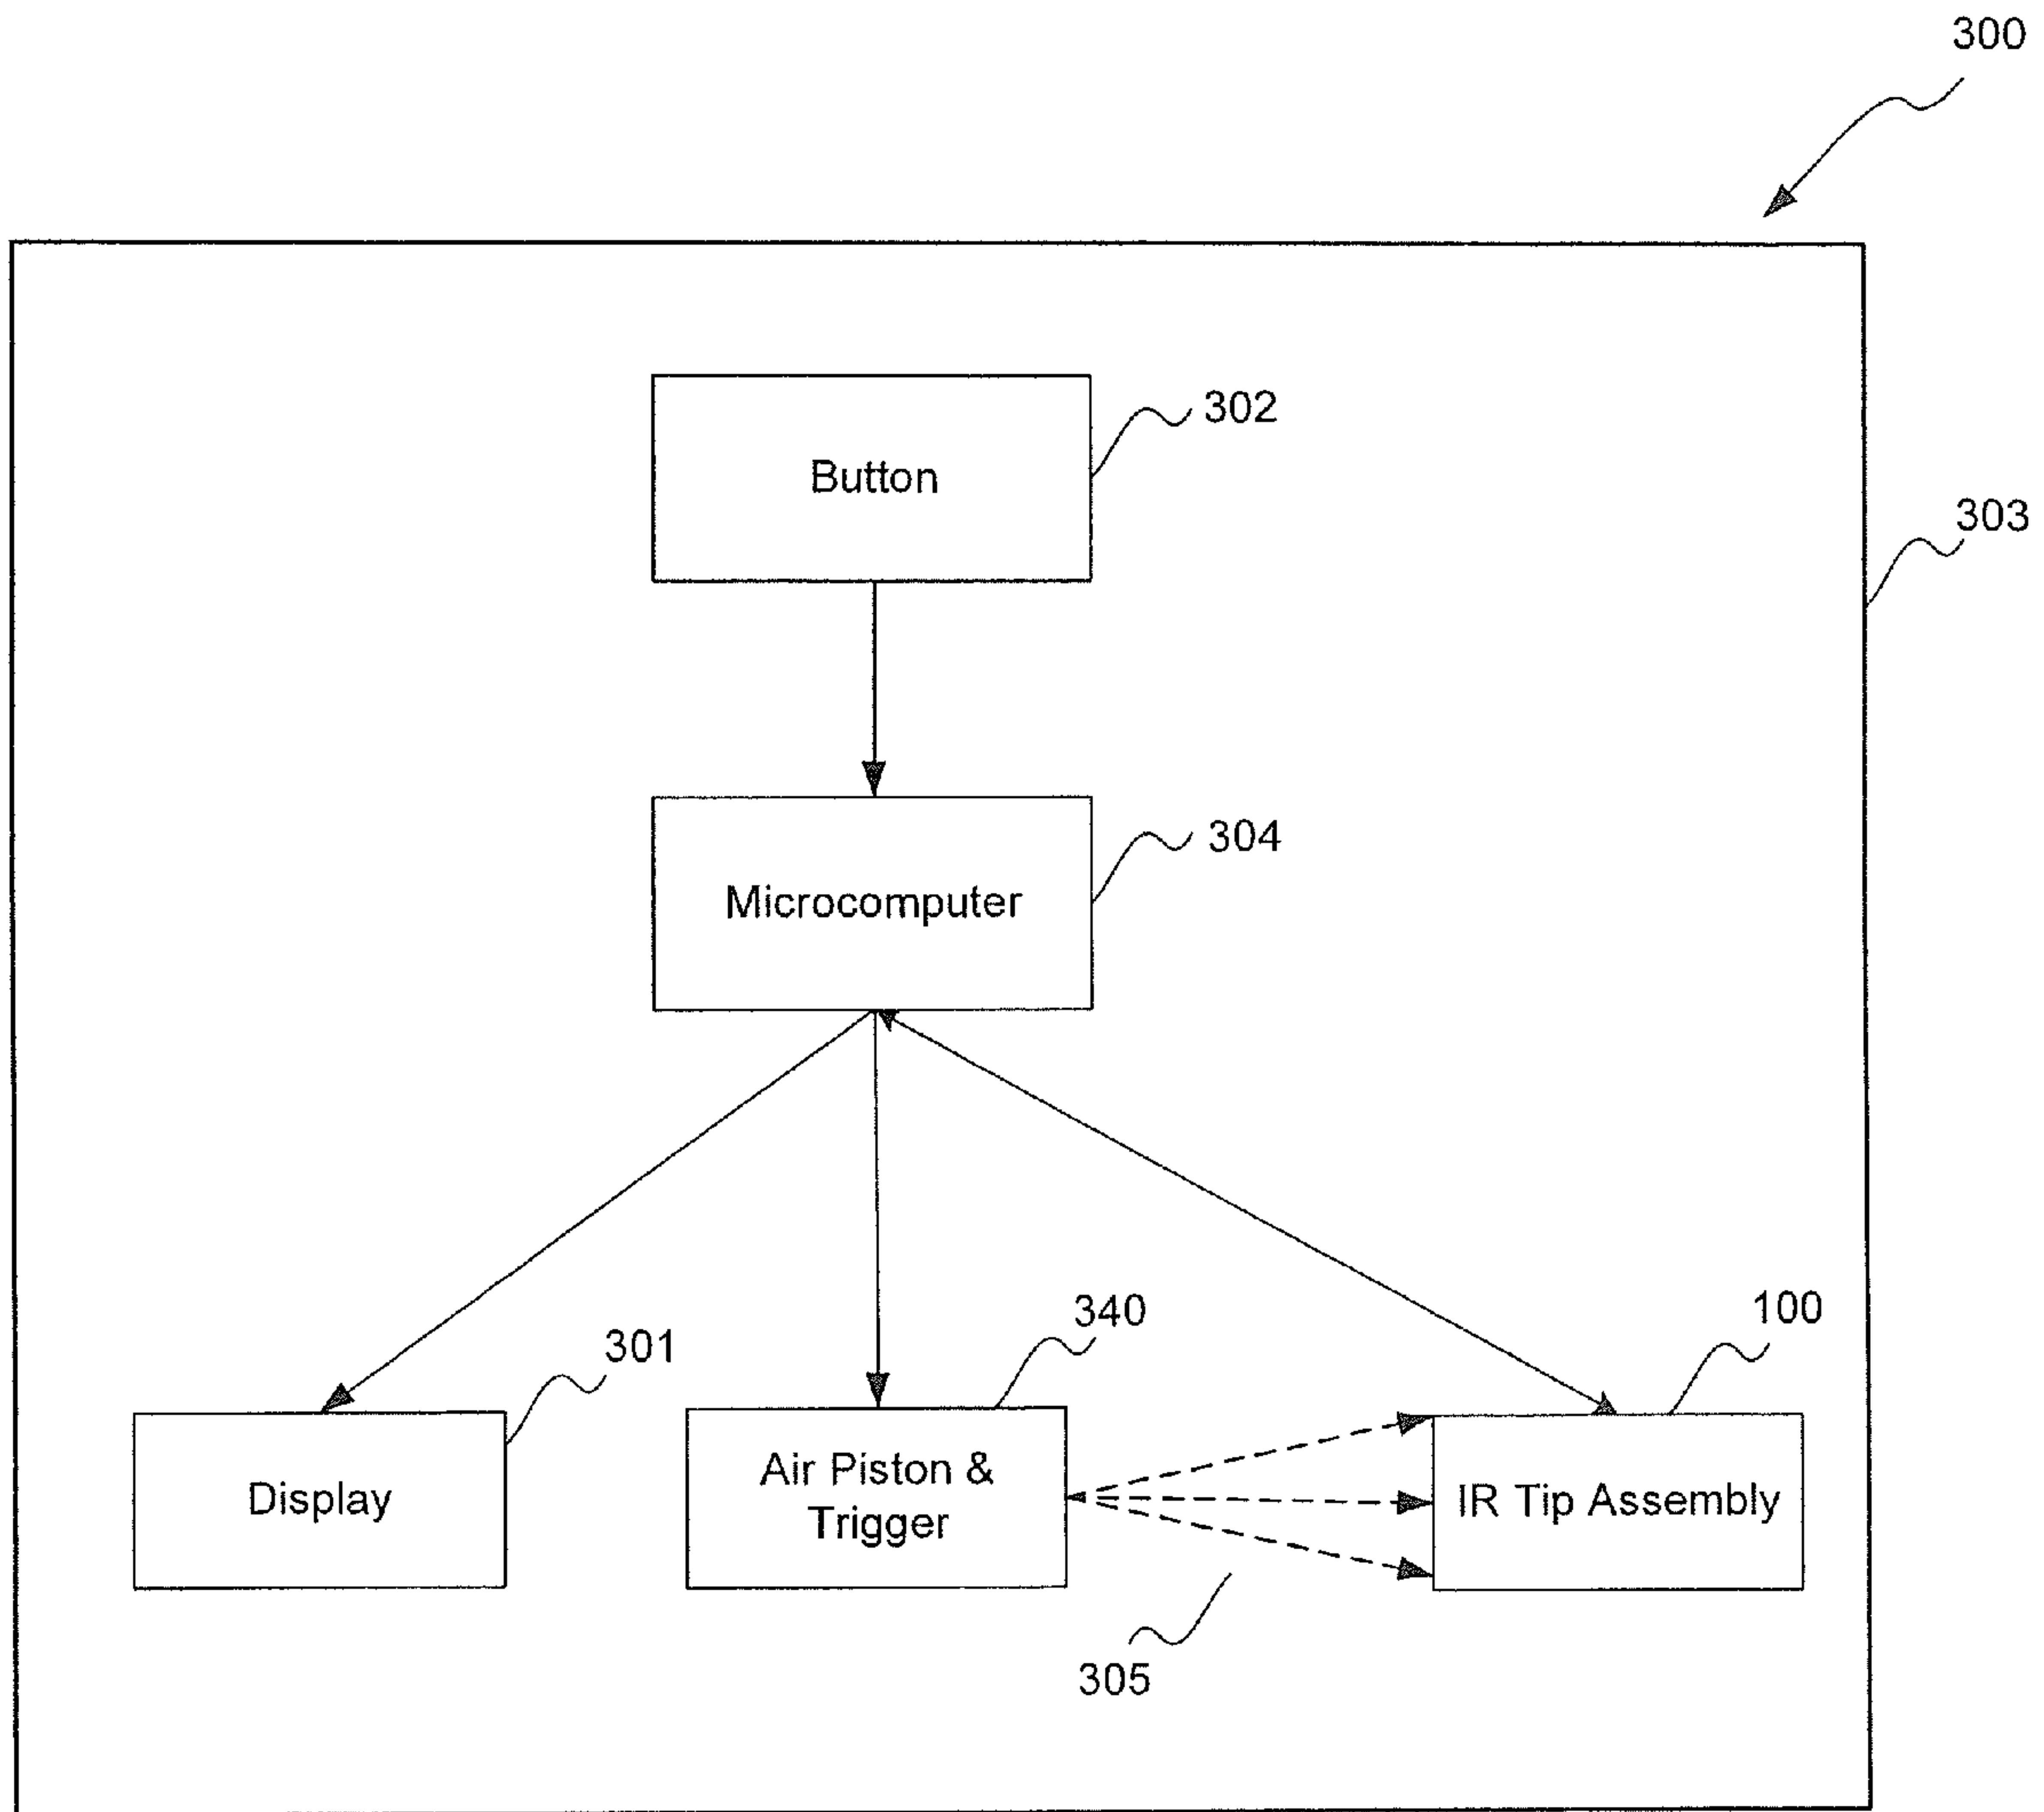 300
Button
302
303
Microcomputer
304
301
340
100
Display
Air Piston &
Trigger
IR Tip Assembly
305